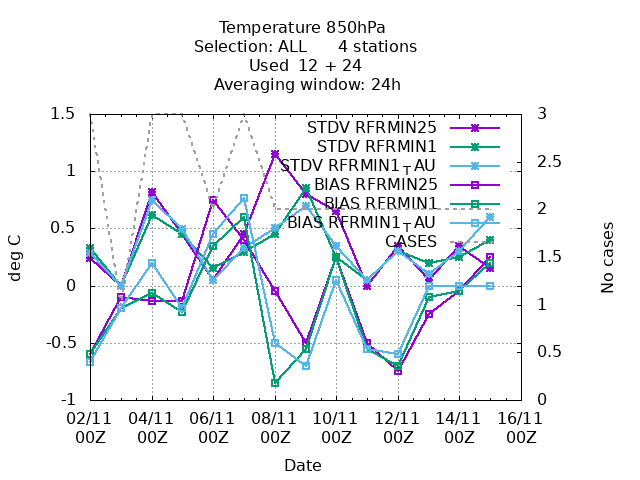 Temperature 850hPa
Selection: ALL      4 stations
Used  12 + 24
Averaging window: 24h
1.5
1
0.5
0
-0.5
-1
deg C
3
2.5
2
1.5
1
0.5
0
No cases
STDV RFRMIN25
STDV RFRMIN1
STDV RFRMIN1_T_AU
BIAS RFRMIN25
BIAS RFRMIN1
BIAS RFRMIN1_T_AU
CASES
02/11 04/11 06/11 08/11 10/11 12/11 14/11 16/11
00Z 00Z 00Z 00Z 00Z 00Z 00Z 00Z
Date